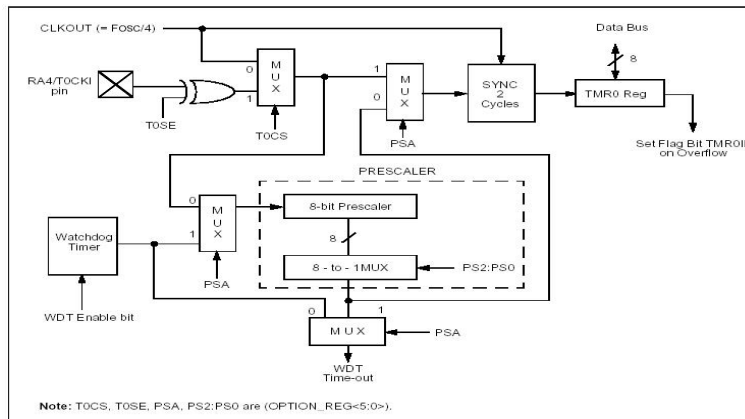 CLKOUT (= Fosc/4)
Data Bus
RA4/T0CKI
pin
0
1
M
U
X
T0SE
T0CS
1
0
M
U
X
PSA
SYNC
2
Cycles
8
TMR0 Reg
Set Flag Bit TMR0II
on Overflow
PRESCALER
0
1
M
U
X
PSA
8-bit Prescaler
8
8 - to - 1MUX
PS2:PS0
Watchdog
Timer
WDT Enable bit
0
1
M U X
PSA
WDT
Time-out
Note: T0CS, T0SE, PSA, PS2:PS0 are (OPTION_REG<5:0>).